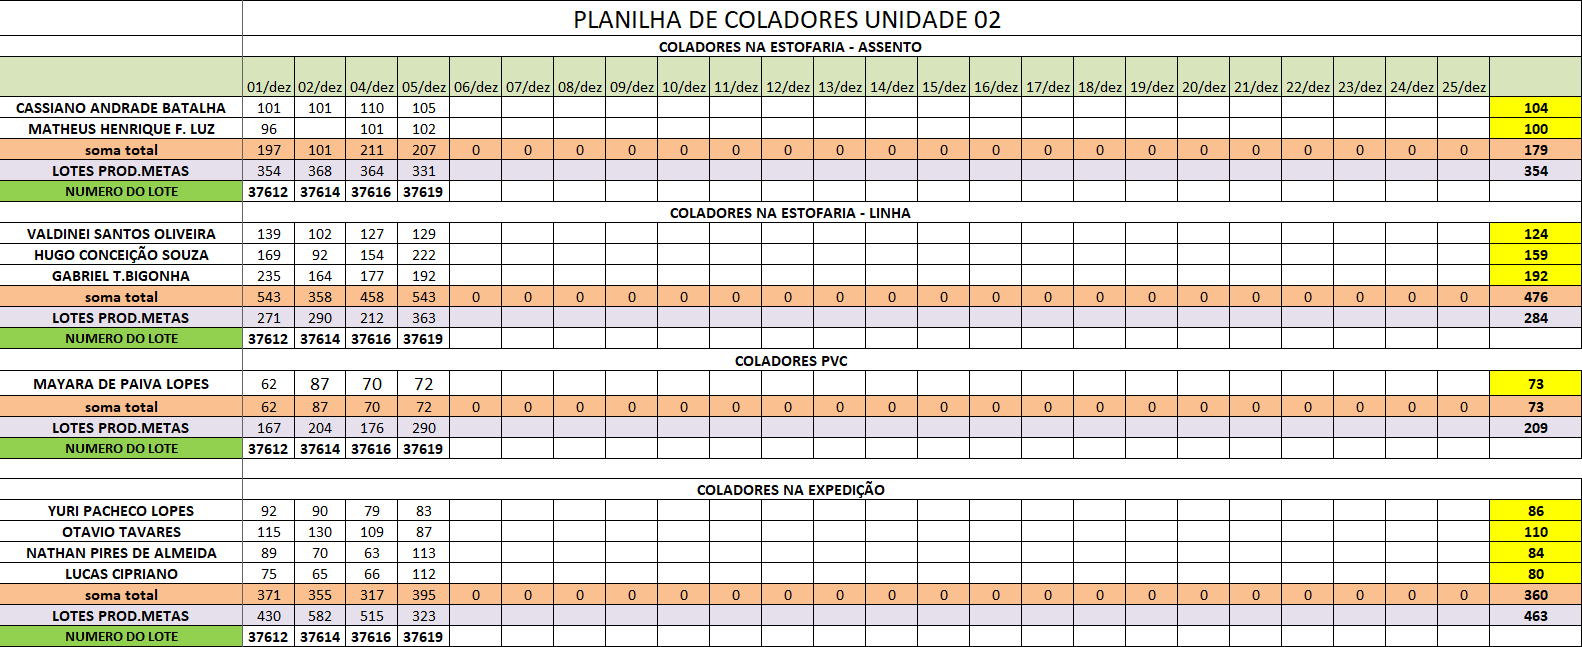 PLANILHA DE COLADORES UNIDADE 02
COLADORES NA ESTOFARIA - ASSENTO
01/dez 02/dez 04/dez 05/dez 06/dez 07/dez 08/dez 09/dez 10/dez 11/dez 12/dez 13/dez 14/dez 15/dez 16/dez 17/dez 18/dez 19/dez 20/dez 21/dez 22/dez 23/dez 24/dez 25/dez
CASSIANO ANDRADE BATALHA 101 101 110 105 104
MATHEUS HENRIQUE F. LUZ 96 101 102 100
soma total 197 101 211 207 0 0 0 0 0 0 0 0 0 0 0 0 0 0 0 0 0 0 0 0 179
LOTES PROD.METAS 354 368 364 331 354
NUMERO DO LOTE 37612 37614 37616 37619
COLADORES NA ESTOFARIA - LINHA
VALDINEI SANTOS OLIVEIRA 139 102 127 129 124
HUGO CONCEIÇÃO SOUZA 169 92 154 222 159
GABRIEL T.BIGONHA 235 164 177 192 192
soma total 543 358 458 543 0 0 0 0 0 0 0 0 0 0 0 0 0 0 0 0 0 0 0 0 476
LOTES PROD.METAS 271 290 212 363 284
NUMERO DO LOTE 37612 37614 37616 37619
COLADORES PVC
MAYARA DE PAIVA LOPES 62 87 70 72 73
soma total 62 87 70 72 0 0 0 0 0 0 0 0 0 0 0 0 0 0 0 0 0 0 0 0 73
LOTES PROD.METAS 167 204 176 290 209
NUMERO DO LOTE 37612 37614 37616 37619
COLADORES NA EXPEDIÇÃO
YURI PACHECO LOPES 92 90 79 83 86
OTAVIO TAVARES 115 130 109 87 110
NATHAN PIRES DE ALMEIDA 89 70 63 113 84
LUCAS CIPRIANO 75 65 66 112 80
soma total 371 355 317 395 0 0 0 0 0 0 0 0 0 0 0 0 0 0 0 0 0 0 0 0 360
LOTES PROD.METAS 430 582 515 323 463
NUMERO DO LOTE 37612 37614 37616 37619